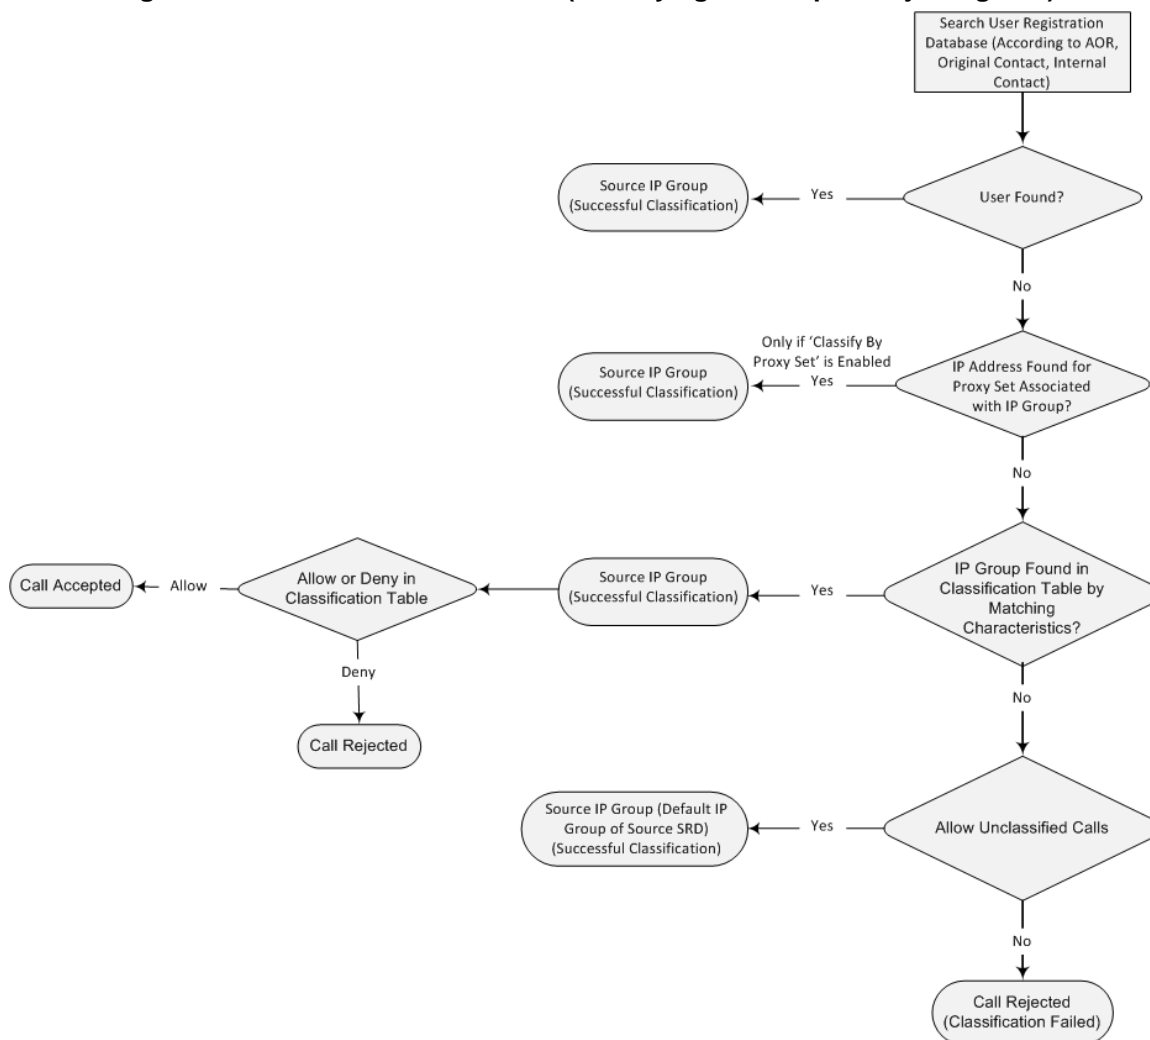 Search User Registration
Database (According to AOR,
Original Contact, Internal
Contact)
User Found?
Yes
Source IP Group
(Successful Classification)
No
IP Address Found for
Proxy Set Associated
with IP Group?
Only if 'Classify By
Proxy Set' is Enabled
Yes
Source IP Group
(Successful Classification)
No
IP Group Found in
Classification Table by
Matching
Characteristics?
Yes
Source IP Group
(Successful Classification)
Allow or Deny in
Classification Table
Allow
Call Accepted
Deny
Call Rejected
No
Allow Unclassified Calls
Yes
Source IP Group (Default IP
Group of Source SRD)
(Successful Classification)
No
Call Rejected
(Classification Failed)